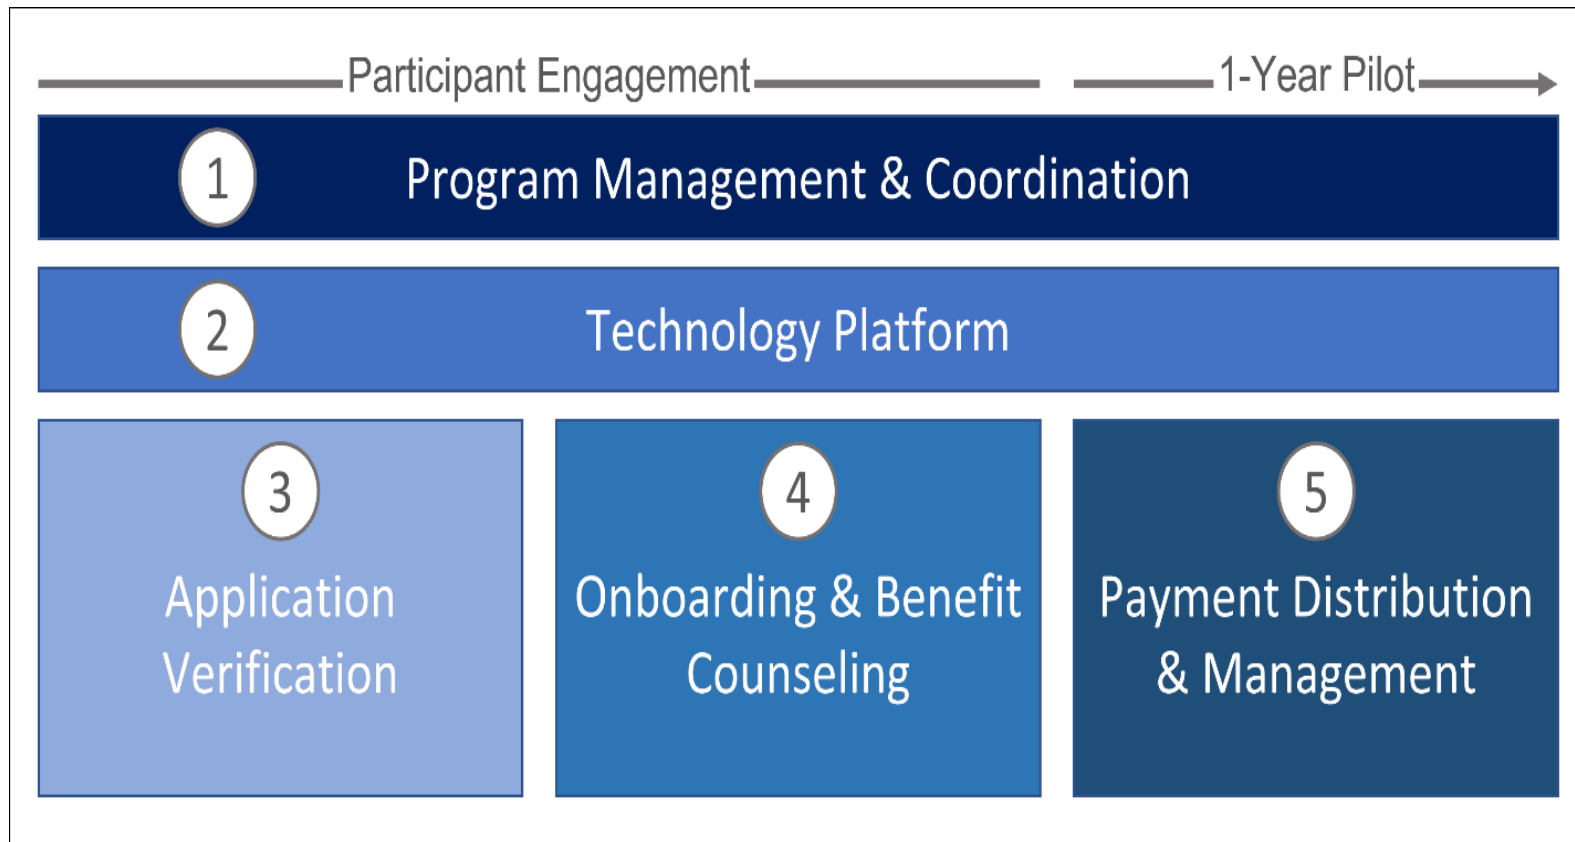 Participant Engagement 1-Year Pilot
1 Program Management & Coordination
2 Technology Platform
3
Application
Verification
4
Onboarding & Benefit
Counseling
5
Payment Distribution
& Management